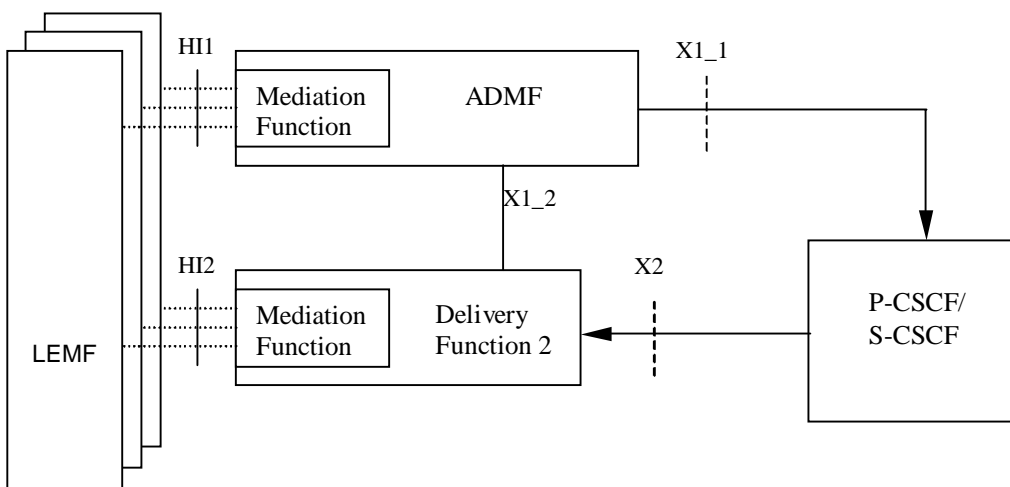 HI1
X1_1
Mediation
Function
ADMF
X1_2
HI2
X2
Mediation
Function
Delivery
Function 2
P-CSCF/
S-CSCF
LEMF